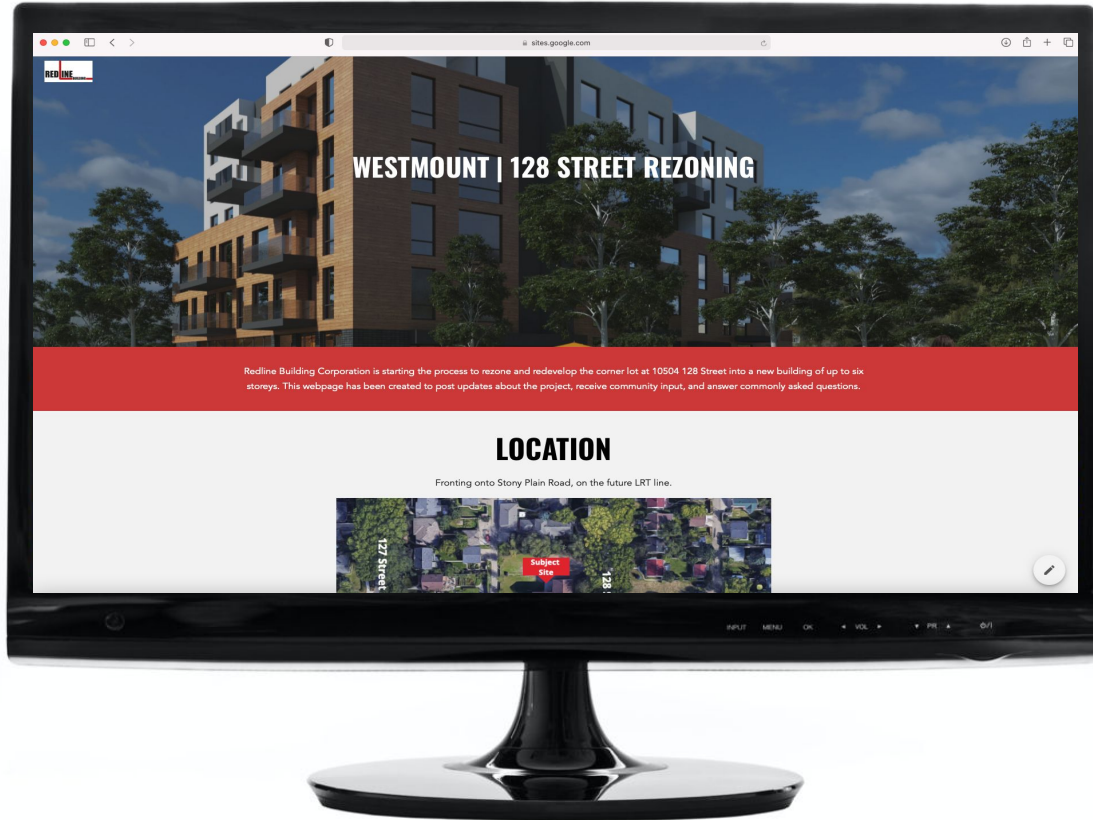 sites.google.com
REDLINE
WESTMOUNT | 128 STREET REZONING
Redline Building Corporation is starting the process to rezone and redevelop the corner lot at 10504 128 Street into a new building of up to six
storeys. This webpage has been created to post updates about the project, receive community input, and answer commonly asked questions.
LOCATION
Fronting onto Stony Plain Road, on the future LRT line.
127 Street
Subject
Site
128
INPUT MENU OK ◄ VOL ► ▼ PR ▲ ⏻/I